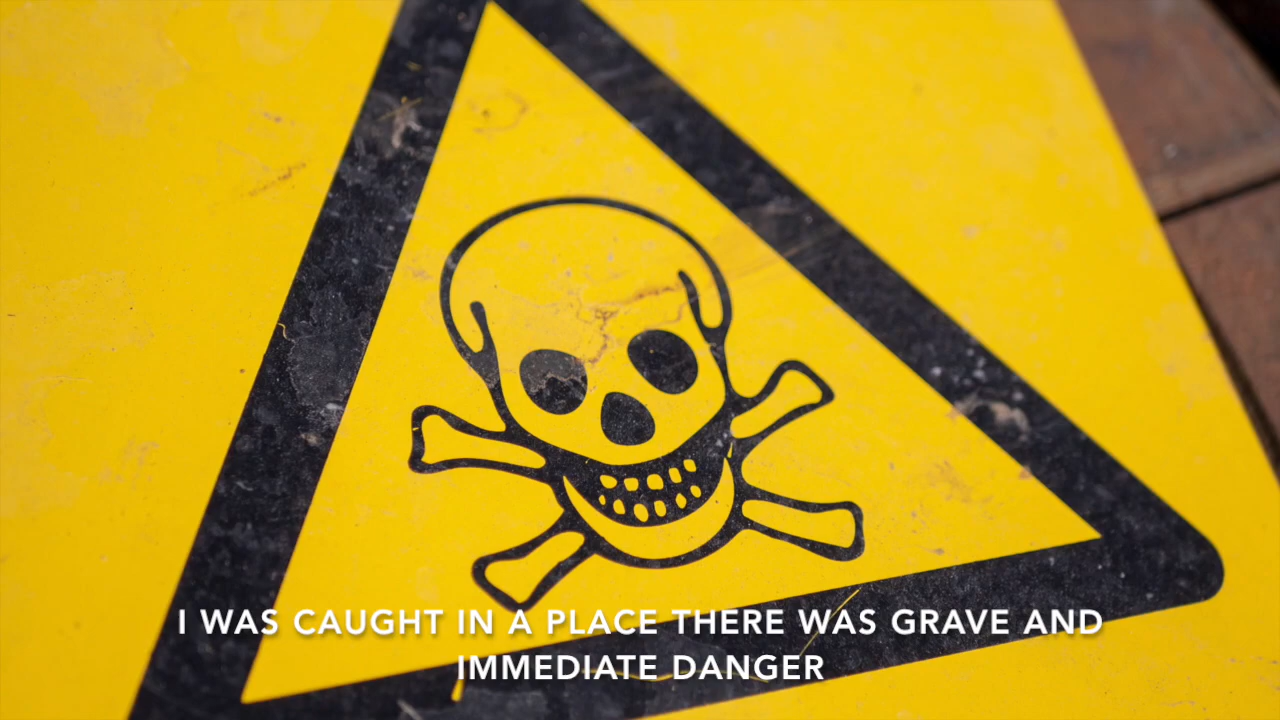 I WAS CAUGHT IN A PLACE THERE WAS GRAVE AND
IMMEDIATE DANGER